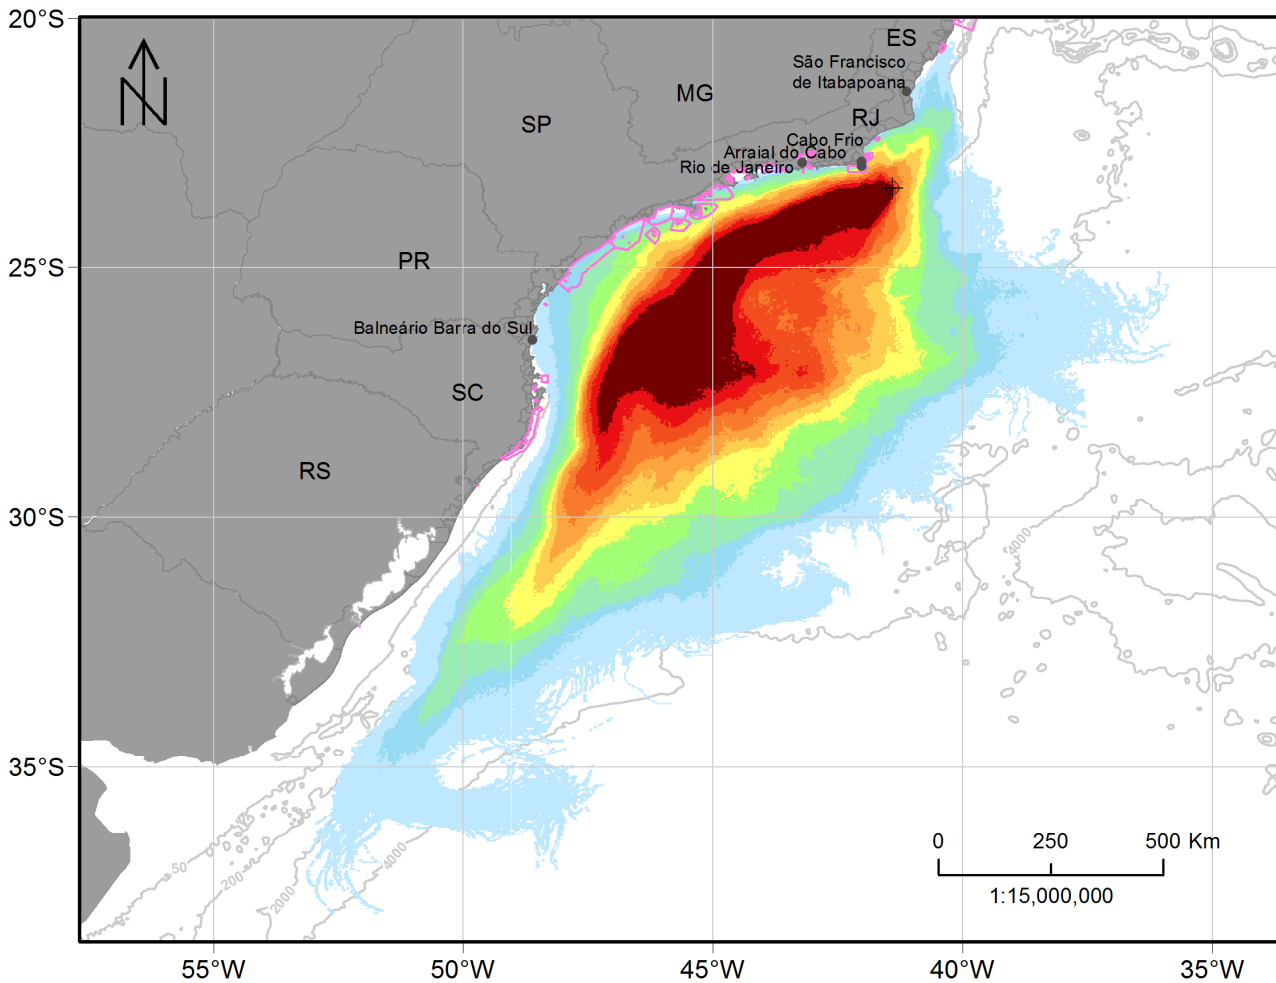 20°S
ES
São Francisco
de Itabapoana
MG
RJ
SP
Cabo Frio
Arraial do Cabo
Rio de Janeiro
N
25°S
PR
Balneário Barra do Sul
SC
RS
30°S
4000
35°S
0 250 500 Km
1:15,000,000
50
200
2000
4000
55°W 50°W 45°W 40°W 35°W